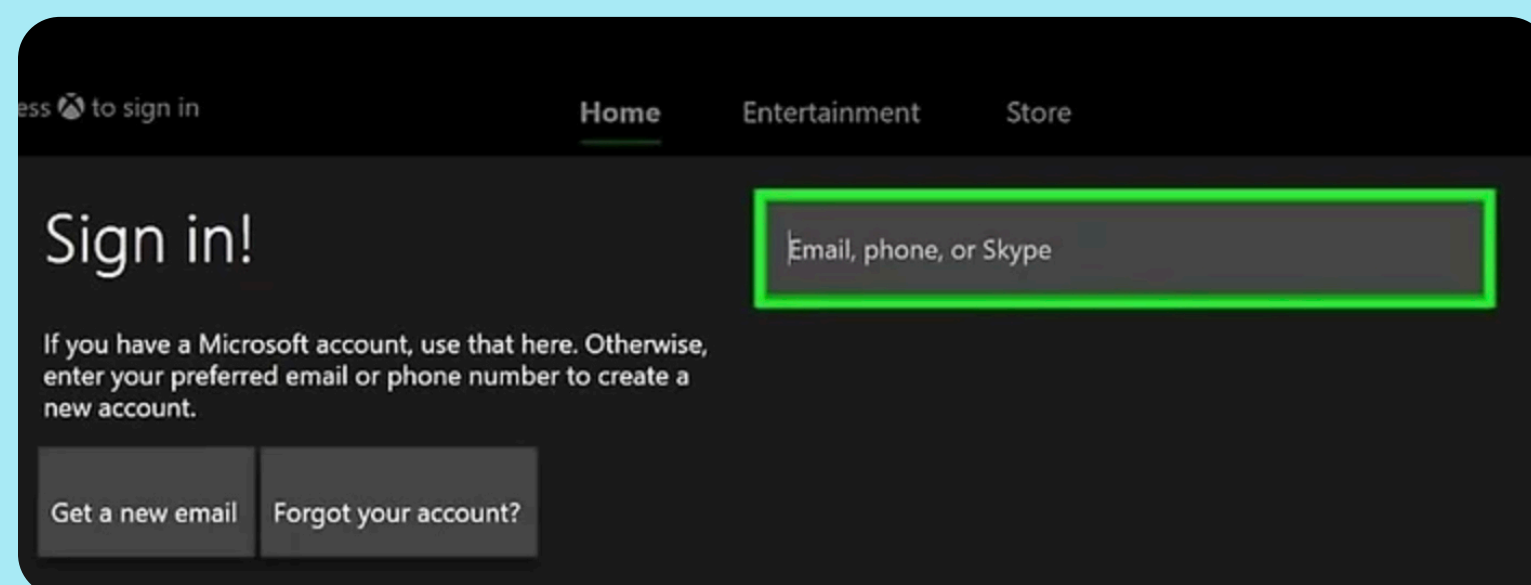 ess to sign in
Home
Entertainment
Store
Sign in!
Email, phone, or Skype
If you have a Microsoft account, use that here. Otherwise,
enter your preferred email or phone number to create a
new account.
Get a new email
Forgot your account?